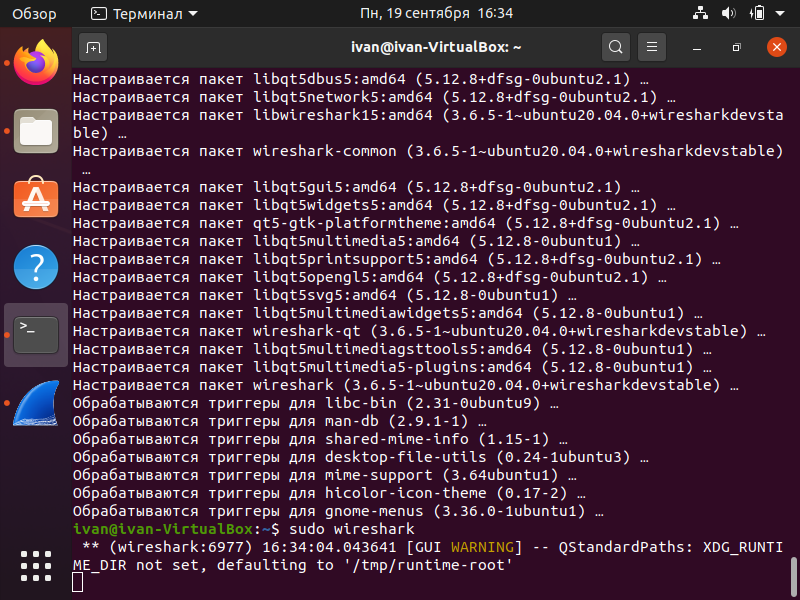 Обзор
Терминал
Пн, 19 сентября 16:34
ivan@ivan-VirtualBox: ~
Настраивается пакет libqt5dbus5:amd64 (5.12.8+dfsg-0ubuntu2.1) …
Настраивается пакет libqt5network5:amd64 (5.12.8+dfsg-0ubuntu2.1) …
Настраивается пакет libwireshark15:amd64 (3.6.5-1~ubuntu20.04.0+wiresharkdevsta
ble) …
Настраивается пакет wireshark-common (3.6.5-1~ubuntu20.04.0+wiresharkdevstable)
…
Настраивается пакет libqt5gui5:amd64 (5.12.8+dfsg-0ubuntu2.1) …
Настраивается пакет libqt5widgets5:amd64 (5.12.8+dfsg-0ubuntu2.1) …
Настраивается пакет qt5-gtk-platformtheme:amd64 (5.12.8+dfsg-0ubuntu2.1) …
Настраивается пакет libqt5multimedia5:amd64 (5.12.8-0ubuntu1) …
Настраивается пакет libqt5printsupport5:amd64 (5.12.8+dfsg-0ubuntu2.1) …
Настраивается пакет libqt5opengl5:amd64 (5.12.8+dfsg-0ubuntu2.1) …
Настраивается пакет libqt5svg5:amd64 (5.12.8-0ubuntu1) …
Настраивается пакет libqt5multimediawidgets5:amd64 (5.12.8-0ubuntu1) …
Настраивается пакет wireshark-qt (3.6.5-1~ubuntu20.04.0+wiresharkdevstable) …
Настраивается пакет libqt5multimediagsttools5:amd64 (5.12.8-0ubuntu1) …
Настраивается пакет libqt5multimedia5-plugins:amd64 (5.12.8-0ubuntu1) …
Настраивается пакет wireshark (3.6.5-1~ubuntu20.04.0+wiresharkdevstable) …
Обрабатываются триггеры для libc-bin (2.31-0ubuntu9) …
Обрабатываются триггеры для man-db (2.9.1-1) …
Обрабатываются триггеры для shared-mime-info (1.15-1) …
Обрабатываются триггеры для desktop-file-utils (0.24-1ubuntu3) …
Обрабатываются триггеры для mime-support (3.64ubuntu1) …
Обрабатываются триггеры для hicolor-icon-theme (0.17-2) …
Обрабатываются триггеры для gnome-menus (3.36.0-1ubuntu1) …
ivan@ivan-VirtualBox:~$ sudo wireshark
** (wireshark:6977) 16:34:04.043641 [GUI WARNING] -- QStandardPaths: XDG_RUNTI
ME_DIR not set, defaulting to '/tmp/runtime-root'